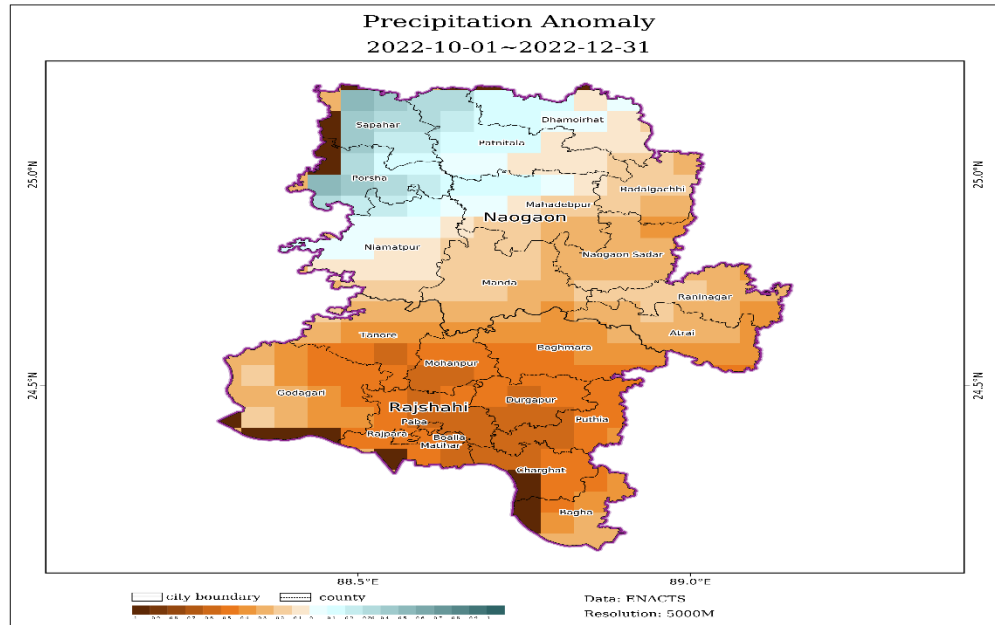 Precipitation Anomaly
2022-10-01~2022-12-31
Sapahar
Dhamoirhat
Patnitala
25.0°N
25.0°N
Porsha
Badalgachhi
Mahadebpur
Naogaon
Niamatpur
Naogaon Sadar
Manda
Raninagar
Tanore
Atrai
Baghmara
Mohanpur
24.5°N
24.5°N
Godagari
Durgapur
Rajshahi
Paba
Puthia
Rajpara
Boalia
Matihar
Charghat
Bagha
88.5°E
89.0°E
city boundary
county
Data: ENACTS
Resolution: 5000M